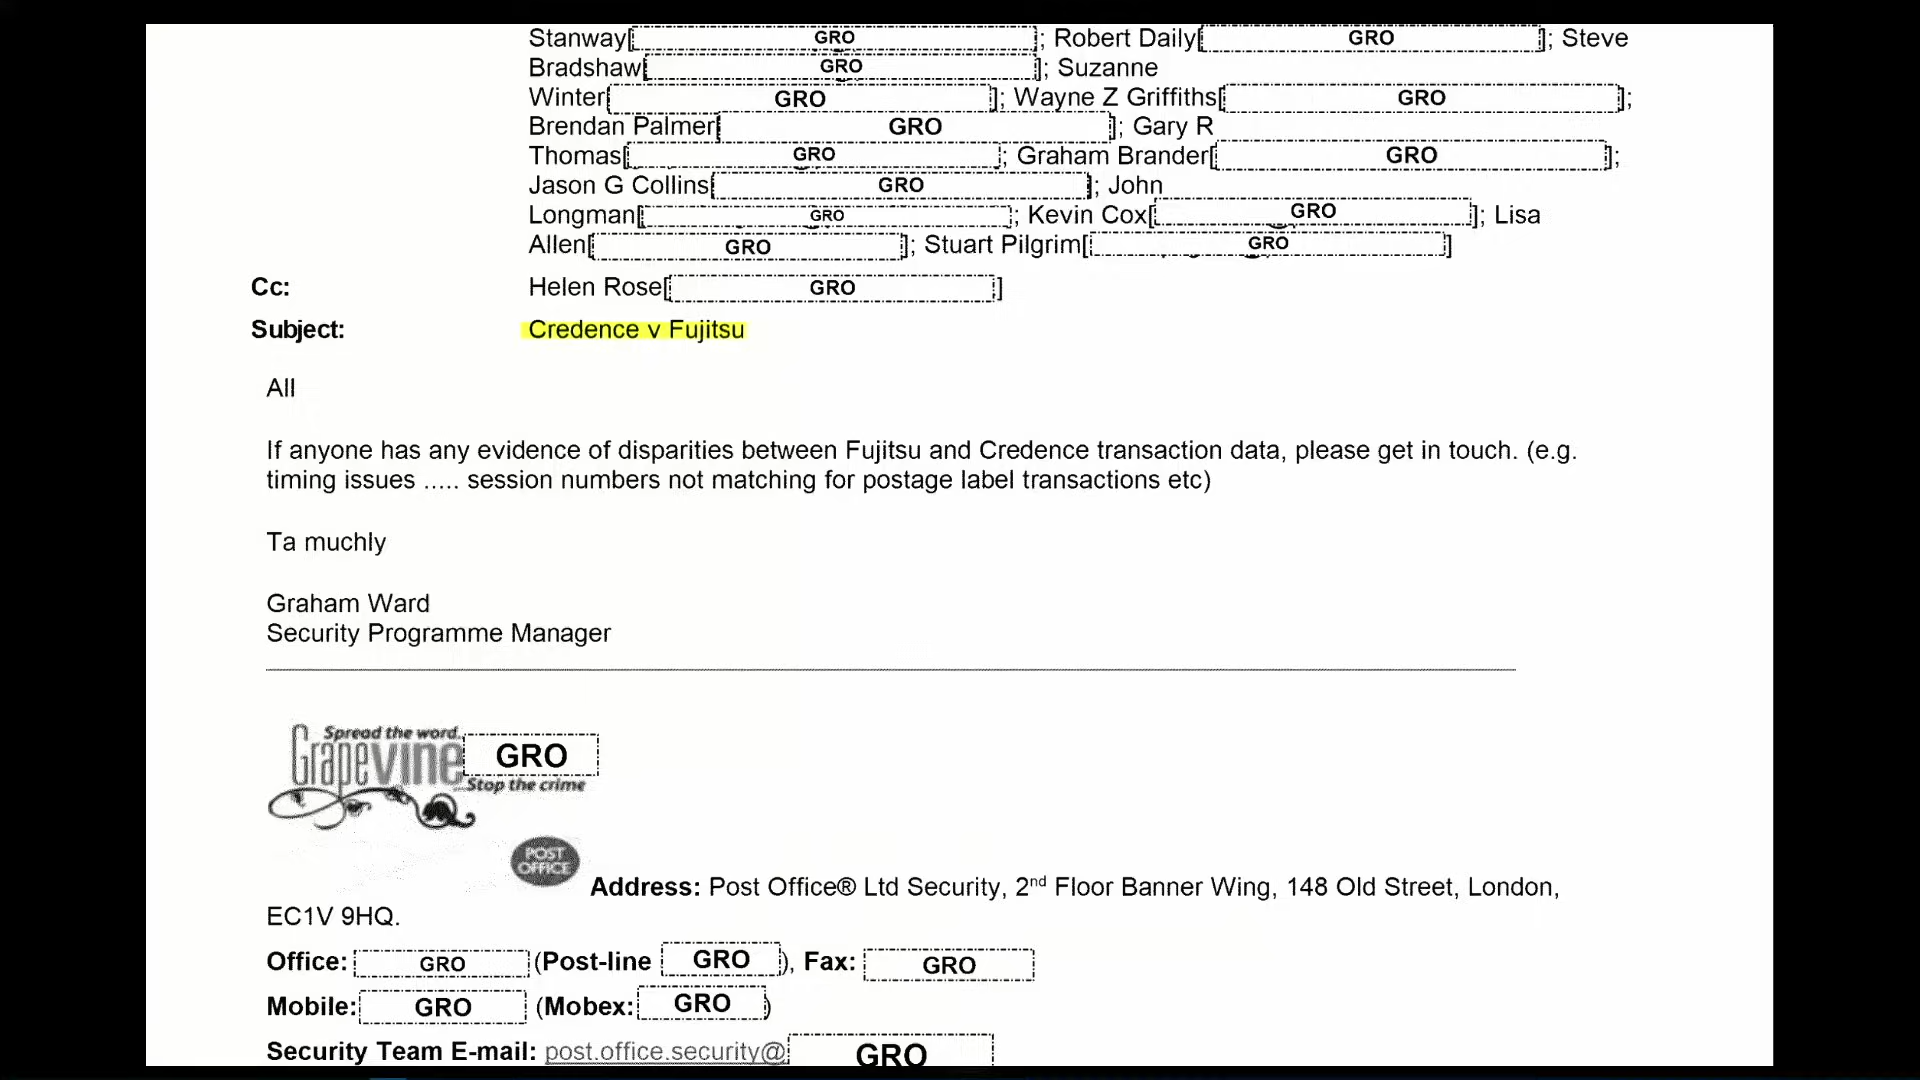 Stanway[ GRO ]; Robert Daily[ GRO ]; Steve
Bradshaw[ GRO ]; Suzanne
Winter[ GRO ]; Wayne Z Griffiths[ GRO ];
Brendan Palmer[ GRO ]; Gary R
Thomas[ GRO ]; Graham Brander[ GRO ];
Jason G Collins[ GRO ]; John
Longman[ GRO ]; Kevin Cox[ GRO ]; Lisa
Allen[ GRO ]; Stuart Pilgrim[ GRO ]
Cc: Helen Rose[ GRO ]
Subject: Credence v Fujitsu
All
If anyone has any evidence of disparities between Fujitsu and Credence transaction data, please get in touch. (e.g.
timing issues ..... session numbers not matching for postage label transactions etc)
Ta muchly
Graham Ward
Security Programme Manager
Spread the word..
Grapevine GRO
...Stop the crime
POST
OFFICE
Address: Post Office® Ltd Security, 2nd Floor Banner Wing, 148 Old Street, London,
EC1V 9HQ.
Office: GRO (Post-line GRO ), Fax: GRO
Mobile: GRO (Mobex: GRO )
Security Team E-mail: post.office.security@ GRO